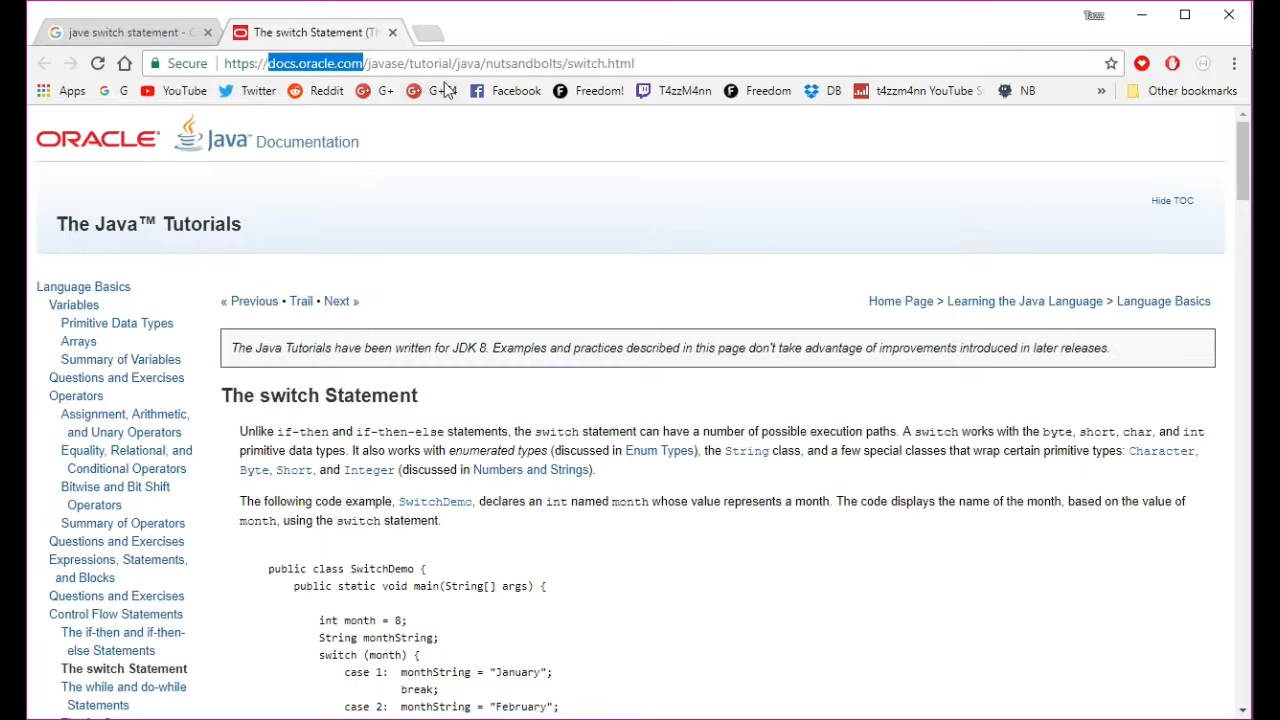 jave switch statement - G
The switch Statement (T
Tazz
Secure
https://docs.oracle.com/javase/tutorial/java/nutsandbolts/switch.html
Apps
G
YouTube
Twitter
Reddit
G+
Facebook
Freedom!
T4zzM4nn
Freedom
DB
t4zzm4nn YouTube S
NB
»
Other bookmarks
ORACLE
Java™ Documentation
The Java™ Tutorials
Hide TOC
Language Basics
Variables
Primitive Data Types
Arrays
Summary of Variables
Questions and Exercises
Operators
Assignment, Arithmetic,
and Unary Operators
Equality, Relational, and
Conditional Operators
Bitwise and Bit Shift
Operators
Summary of Operators
Questions and Exercises
Expressions, Statements,
and Blocks
Questions and Exercises
Control Flow Statements
The if-then and if-then-
else Statements
The switch Statement
The while and do-while
Statements
« Previous • Trail • Next »
Home Page > Learning the Java Language > Language Basics
The Java Tutorials have been written for JDK 8. Examples and practices described in this page don't take advantage of improvements introduced in later releases.
The switch Statement
Unlike if-then and if-then-else statements, the switch statement can have a number of possible execution paths. A switch works with the byte, short, char, and int
primitive data types. It also works with enumerated types (discussed in Enum Types), the String class, and a few special classes that wrap certain primitive types: Character,
Byte, Short, and Integer (discussed in Numbers and Strings).
The following code example, SwitchDemo, declares an int named month whose value represents a month. The code displays the name of the month, based on the value of
month, using the switch statement.
public class SwitchDemo {
public static void main(String[] args) {
int month = 8;
String monthString;
switch (month) {
case 1: monthString = "January";
break;
case 2: monthString = "February";